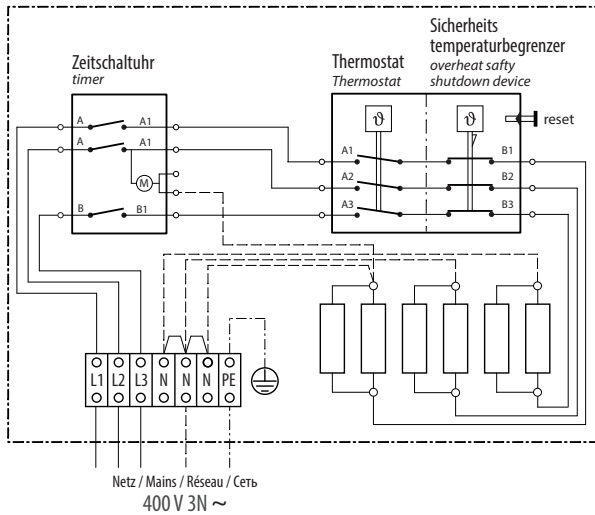 Sicherheits
temperaturbegrenzer
overheat safty
shutdown device
Zeitschaltuhr
timer
Thermostat
Thermostat
ϑ
ϑ
reset
A A1
A A1
M
B B1
A1 B1
A2 B2
A3 B3
L1 L2 L3 N N N PE
Netz / Mains / Réseau / Сеть
400 V 3N ~